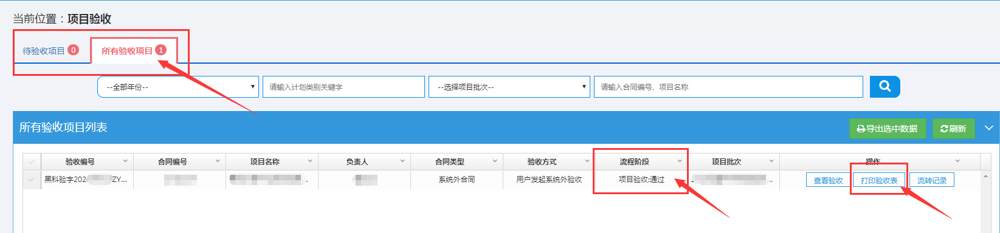 当前位置：项目验收
待验收项目 0 所有验收项目 1
--全部年份-- 请输入计划类别关键字 --选择项目批次-- 请输入合同编号、项目名称
所有验收项目列表 导出选中数据 刷新
验收编号 合同编号 项目名称 负责人 合同类型 验收方式 流程阶段 项目批次 操作
黑科验字202 ZY... 系统外合同 用户发起系统外验收 项目验收:通过 查看验收 打印验收表 流转记录